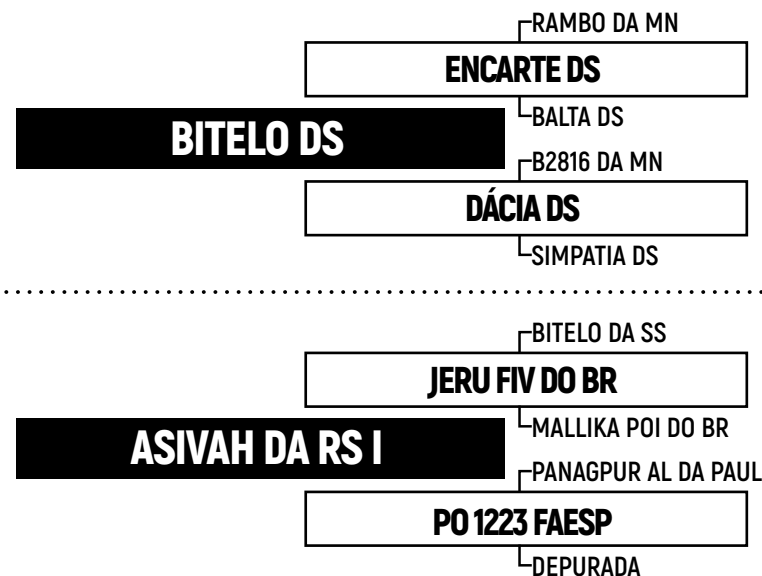 RAMBO DA MN
ENCARTE DS
BALTA DS
BITELO DS
B2816 DA MN
DÁCIA DS
SIMPATIA DS
BITELO DA SS
JERU FIV DO BR
MALLIKA POI DO BR
ASIVAH DA RS I
PANAGPUR AL DA PAUL
PO 1223 FAESP
DEPURADA